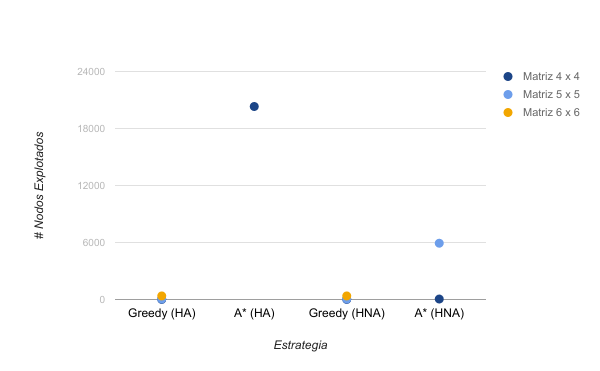 24000
18000
12000
6000
0
# Nodos Explotados
Greedy (HA)
A* (HA)
Greedy (HNA)
A* (HNA)
Estrategia
Matriz 4 x 4
Matriz 5 x 5
Matriz 6 x 6